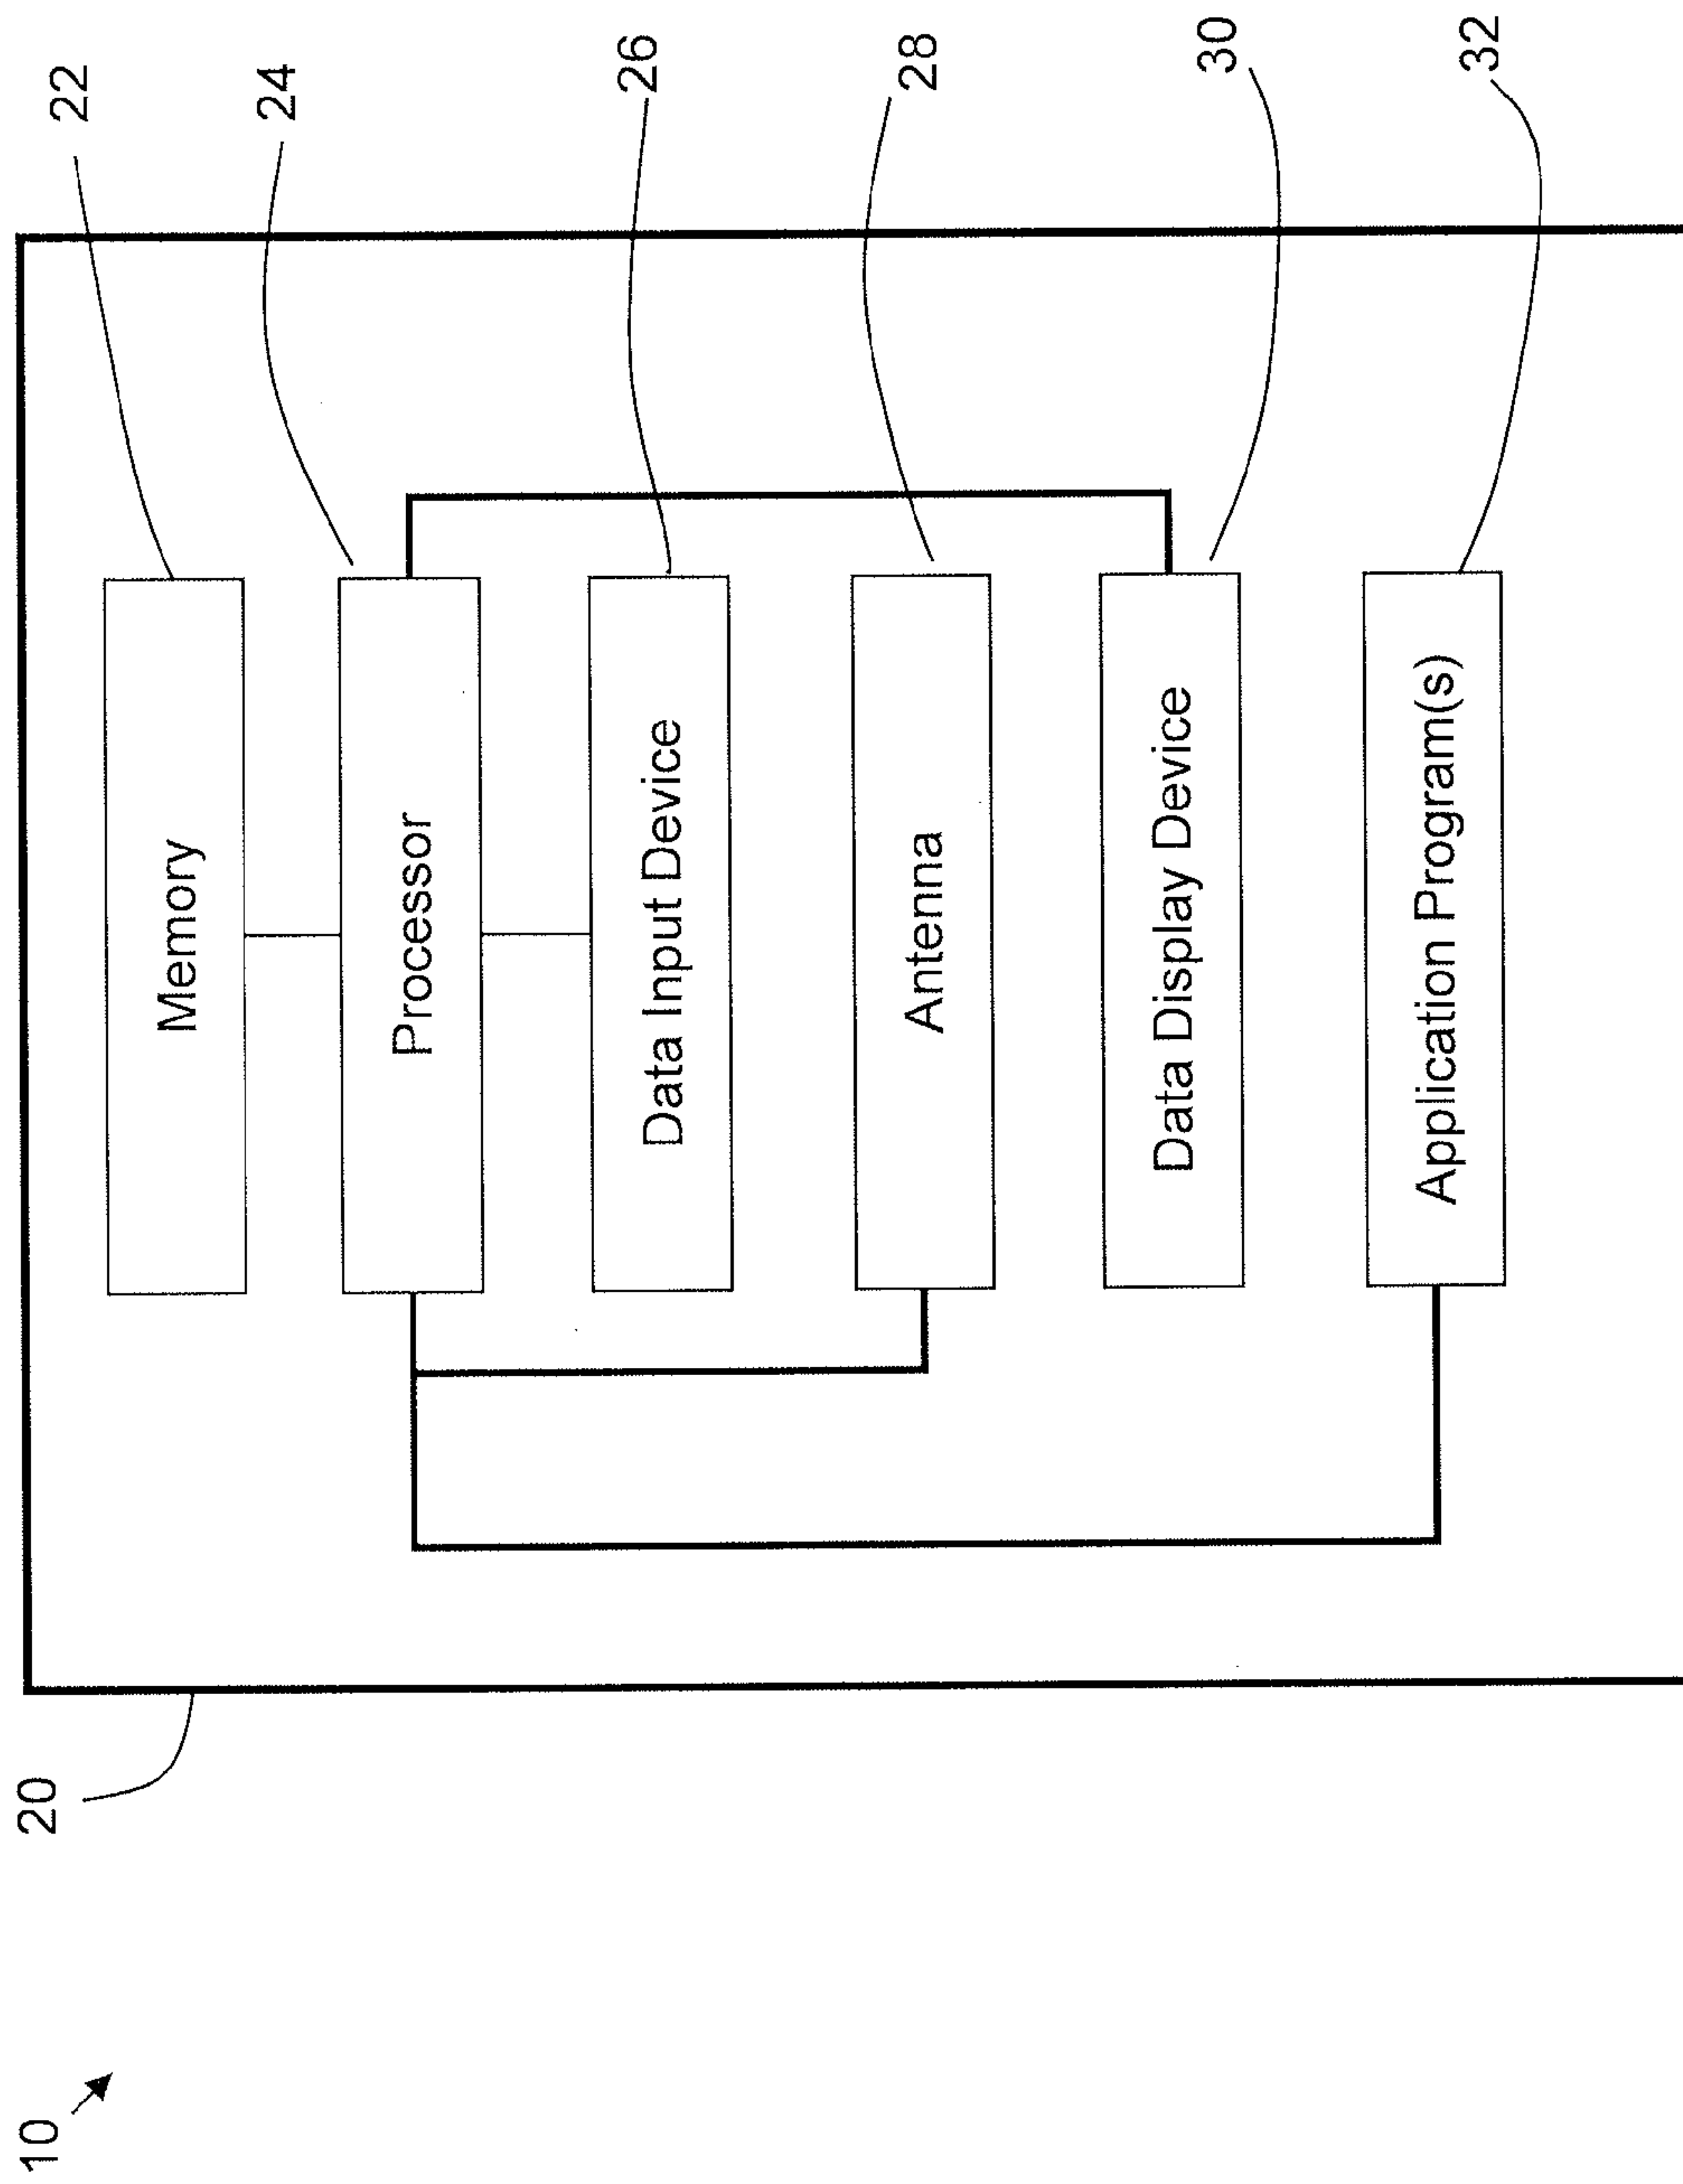 10
20
Memory
22
Processor
24
Data Input Device
26
Antenna
28
Data Display Device
30
Application Program(s)
32